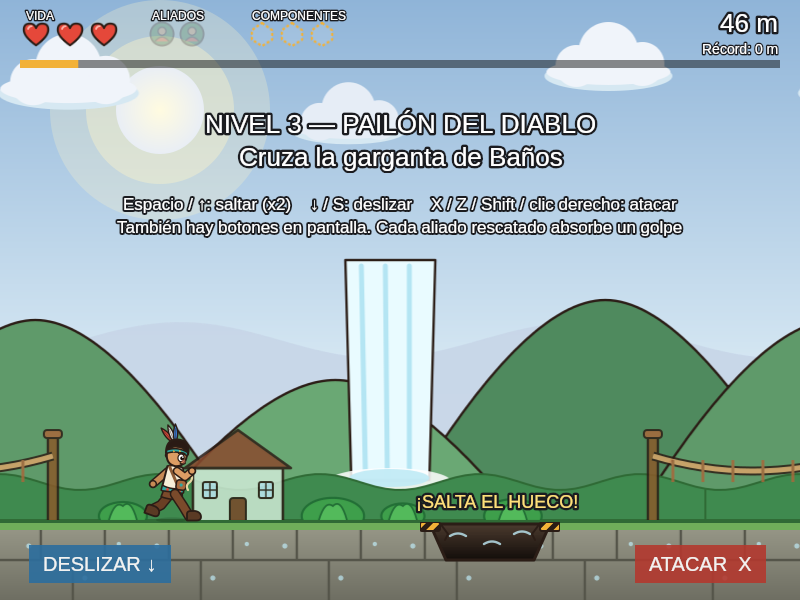 VIDA ALIADOS COMPONENTES
46 m
Récord: 0 m
NIVEL 3 — PAILÓN DEL DIABLO
Cruza la garganta de Baños
Espacio / ↑: saltar (x2) ↓ / S: deslizar X / Z / Shift / clic derecho: atacar
También hay botones en pantalla. Cada aliado rescatado absorbe un golpe
¡SALTA EL HUECO!
DESLIZAR ↓
ATACAR X